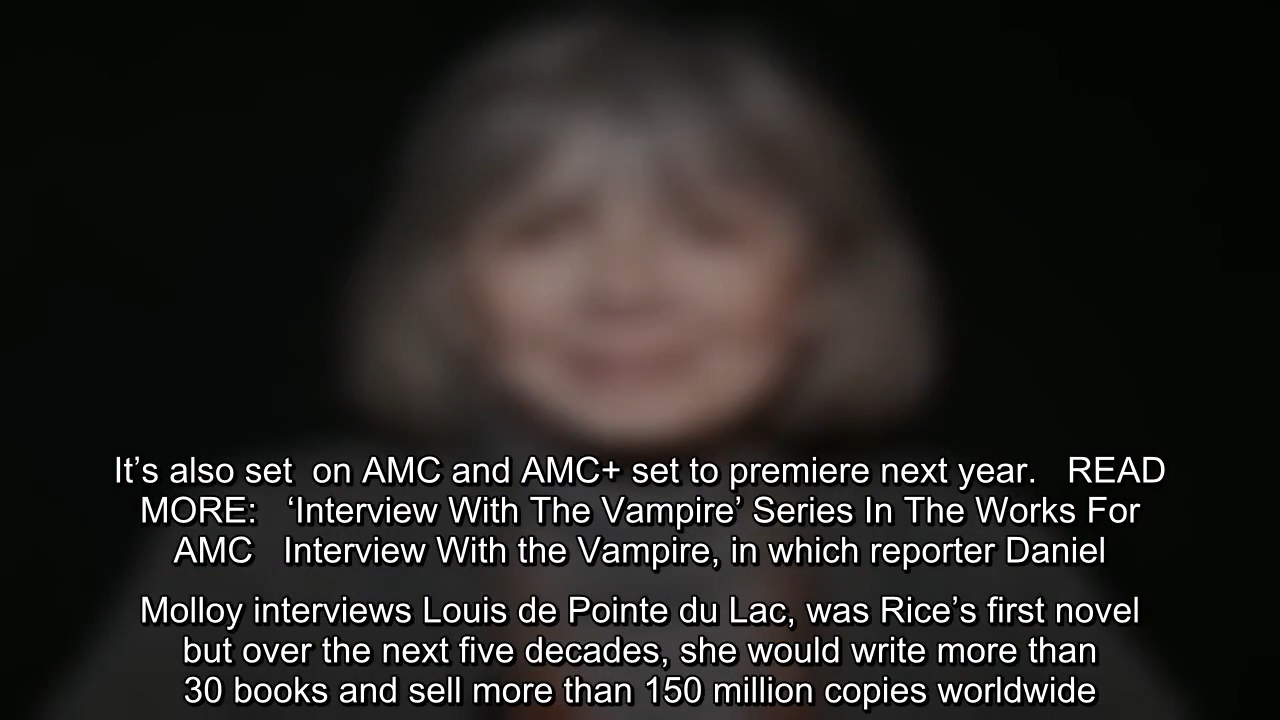 It’s also set  on AMC and AMC+ set to premiere next year.   READ
MORE:   ‘Interview With The Vampire’ Series In The Works For
AMC   Interview With the Vampire, in which reporter Daniel
Molloy interviews Louis de Pointe du Lac, was Rice’s first novel
but over the next five decades, she would write more than
30 books and sell more than 150 million copies worldwide